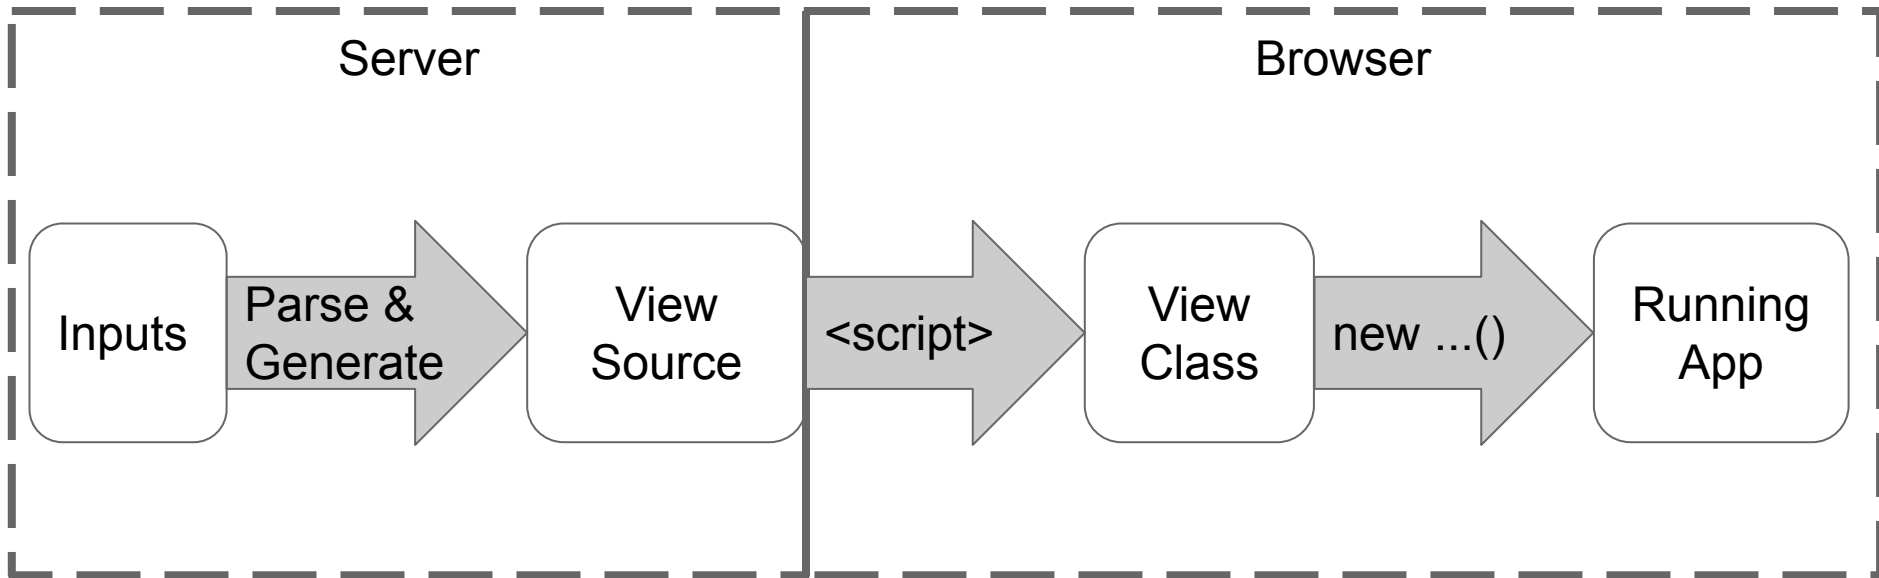 Server
Browser
Inputs
Parse &
Generate
View
Source
<script>
View
Class
new ...()
Running
App